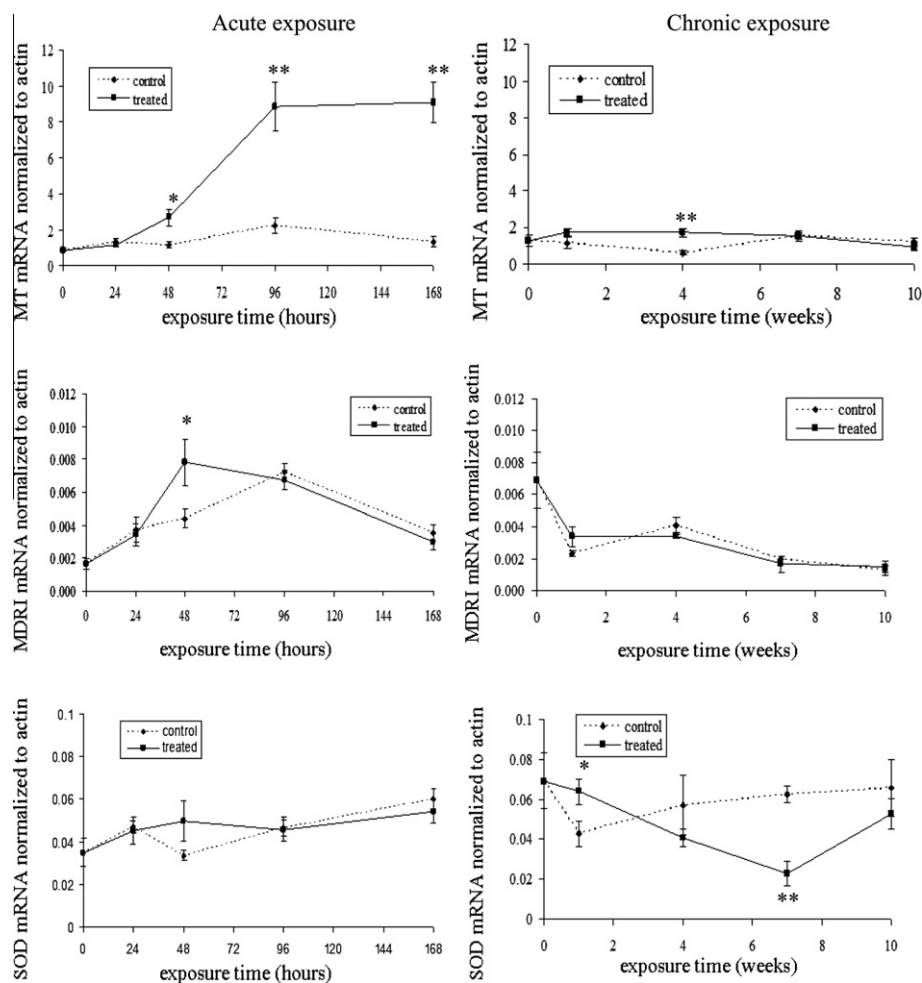 Acute exposure
Chronic exposure
MT mRNA normalized to actin
12
10
8
6
4
2
0
control
treated
*
**
**
0 24 48 72 96 120 144 168
exposure time (hours)
MT mRNA normalized to actin
12
10
8
6
4
2
0
control
treated
**
0 2 4 6 8 10
exposure time (weeks)
MDRI mRNA normalized to actin
0.012
0.010
0.008
0.006
0.004
0.002
0.000
control
treated
*
0 24 48 72 96 120 144 168
exposure time (hours)
MDRI mRNA normalized to actin
0.012
0.010
0.008
0.006
0.004
0.002
0.000
control
treated
0 2 4 6 8 10
exposure time (weeks)
SOD mRNA normalized to actin
0.1
0.08
0.06
0.04
0.02
0
control
treated
0 24 48 72 96 120 144 168
exposure time (hours)
SOD mRNA normalized to actin
0.1
0.08
0.06
0.04
0.02
0
control
treated
*
**
0 2 4 6 8 10
exposure time (weeks)